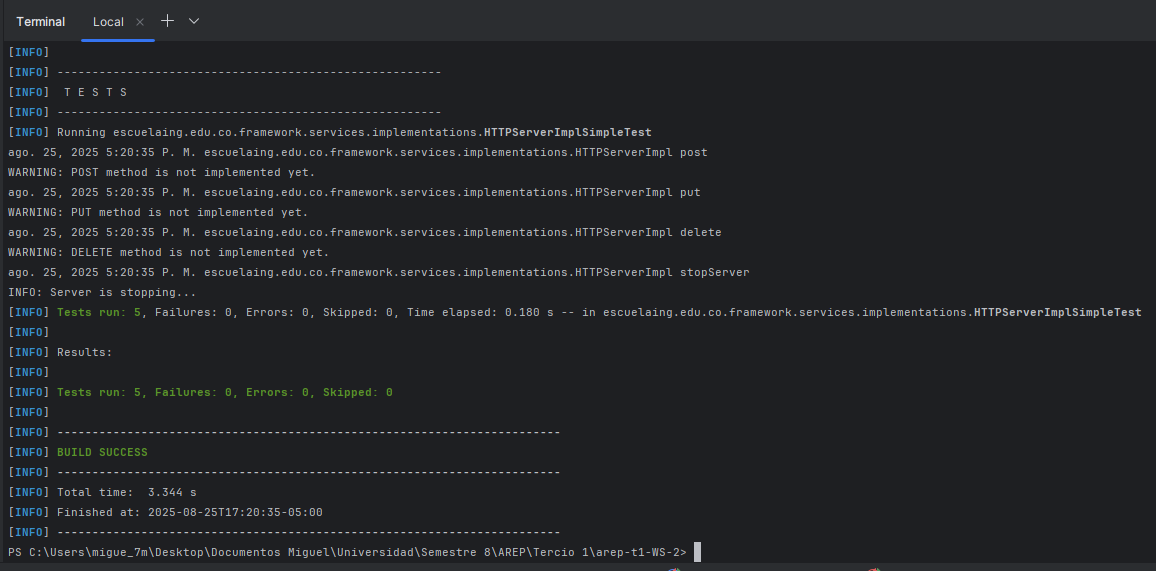 Terminal Local × +
[INFO]
[INFO] -------------------------------------------------------
[INFO]  T E S T S
[INFO] -------------------------------------------------------
[INFO] Running escuelaing.edu.co.framework.services.implementations.HTTPServerImplSimpleTest
ago. 25, 2025 5:20:35 P. M. escuelaing.edu.co.framework.services.implementations.HTTPServerImpl post
WARNING: POST method is not implemented yet.
ago. 25, 2025 5:20:35 P. M. escuelaing.edu.co.framework.services.implementations.HTTPServerImpl put
WARNING: PUT method is not implemented yet.
ago. 25, 2025 5:20:35 P. M. escuelaing.edu.co.framework.services.implementations.HTTPServerImpl delete
WARNING: DELETE method is not implemented yet.
ago. 25, 2025 5:20:35 P. M. escuelaing.edu.co.framework.services.implementations.HTTPServerImpl stopServer
INFO: Server is stopping...
[INFO] Tests run: 5, Failures: 0, Errors: 0, Skipped: 0, Time elapsed: 0.180 s -- in escuelaing.edu.co.framework.services.implementations.HTTPServerImplSimpleTest
[INFO]
[INFO] Results:
[INFO]
[INFO] Tests run: 5, Failures: 0, Errors: 0, Skipped: 0
[INFO]
[INFO] ------------------------------------------------------------------------
[INFO] BUILD SUCCESS
[INFO] ------------------------------------------------------------------------
[INFO] Total time:  3.344 s
[INFO] Finished at: 2025-08-25T17:20:35-05:00
[INFO] ------------------------------------------------------------------------
PS C:\Users\migue_7m\Desktop\Documentos Miguel\Universidad\Semestre 8\AREP\Tercio 1\arep-t1-WS-2>